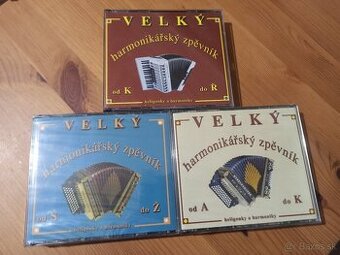 VELKÝ
harmonikářský zpěvník
od K do Ř
heligonky a harmoniky
VELKÝ
harmonikářský zpěvník
od S do Ž
heligonky a harmoniky
VELKÝ
harmonikářský zpěvník
od A do K
heligonky a harmoniky